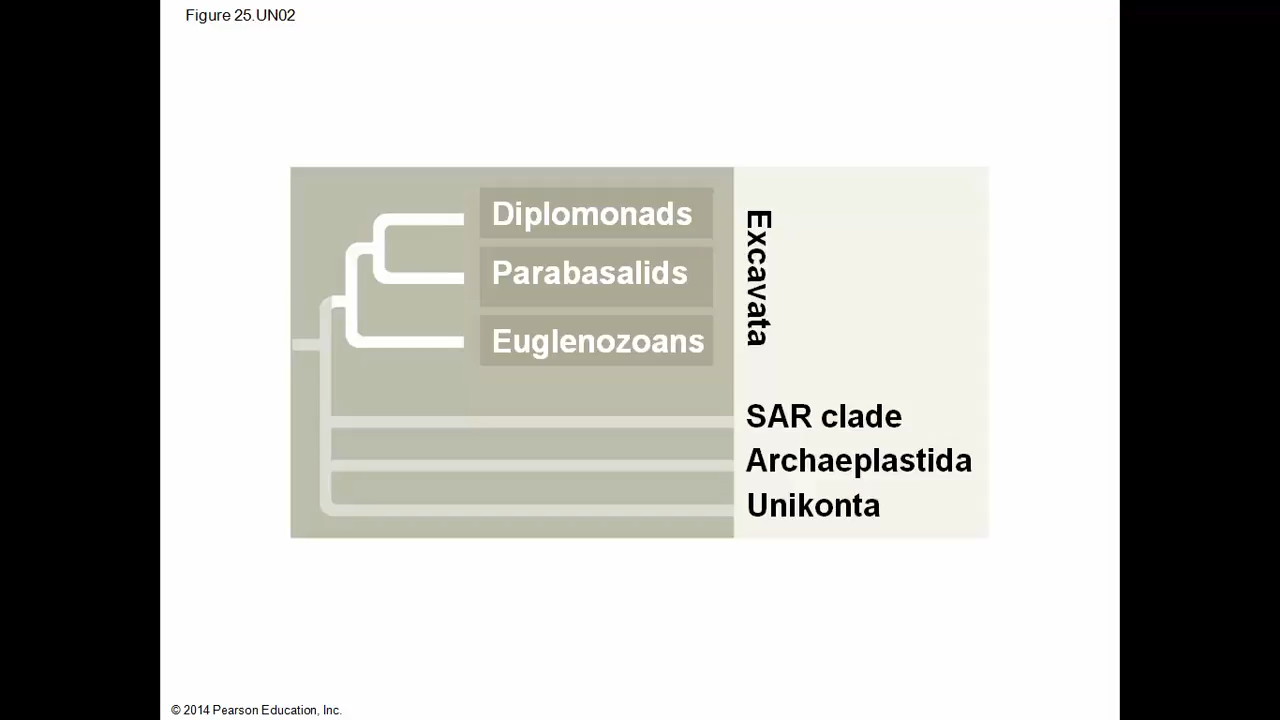 Figure 25.UN02
Diplomonads
Parabasalids
Euglenozoans
Excavata
SAR clade
Archaeplastida
Unikonta
© 2014 Pearson Education, Inc.